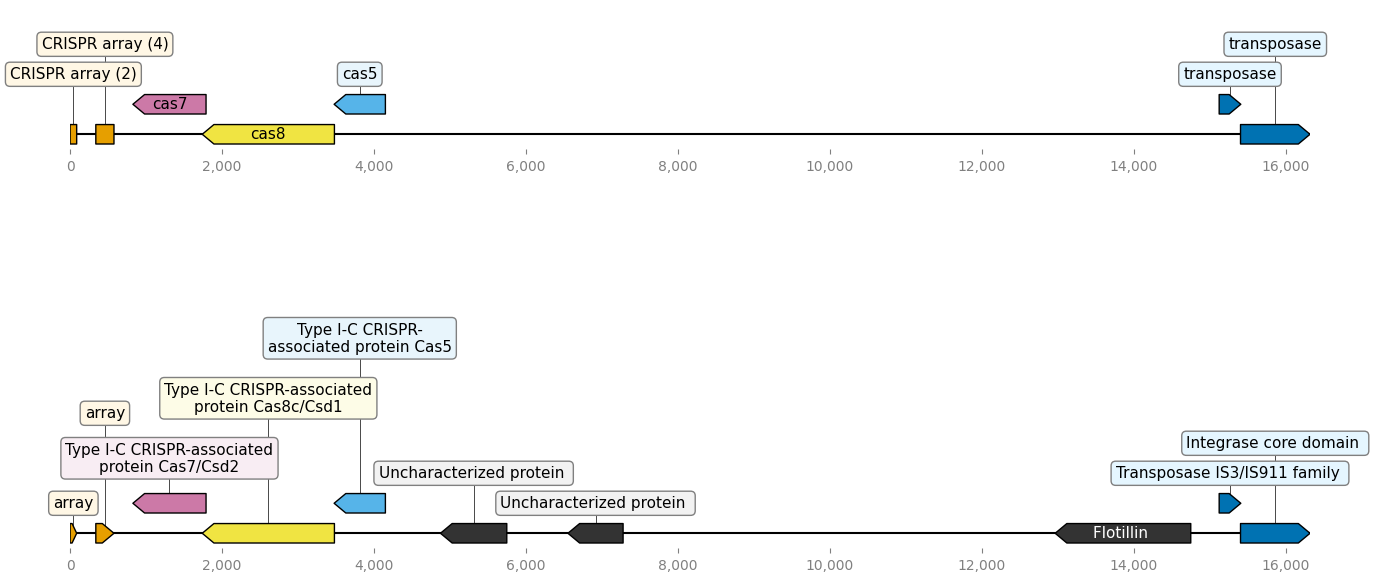 CRISPR array (4)
transposase
CRISPR array (2)
cas5
transposase
cas7
cas8
0
2,000
4,000
6,000
8,000
10,000
12,000
14,000
16,000
Type I-C CRISPR-
associated protein Cas5
Type I-C CRISPR-associated
protein Cas8c/Csd1
array
Type I-C CRISPR-associated
protein Cas7/Csd2
Integrase core domain
Uncharacterized protein
Transposase IS3/IS911 family
array
Uncharacterized protein
Flotillin
0
2,000
4,000
6,000
8,000
10,000
12,000
14,000
16,000